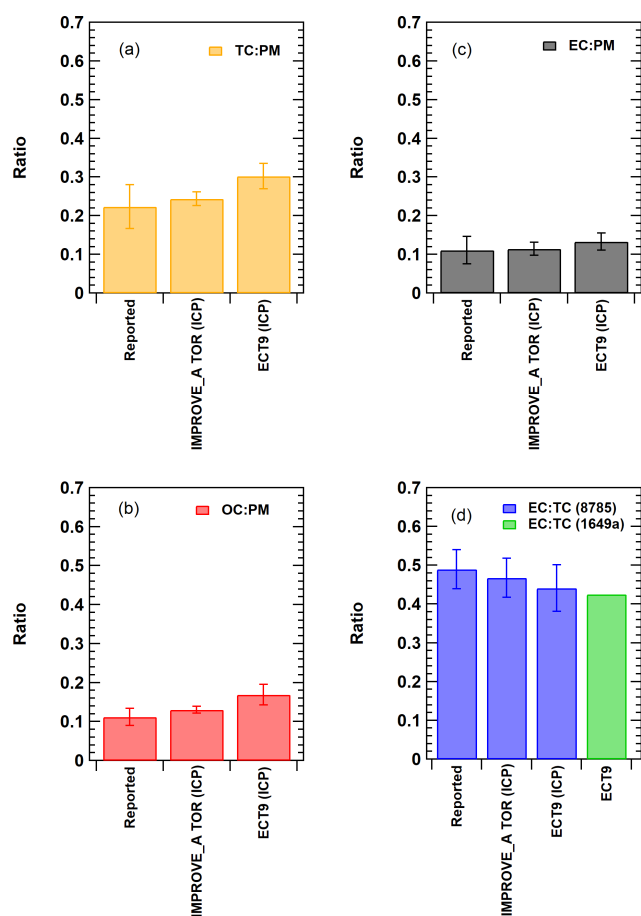 (a)
TC:PM
0.7
0.6
0.5
0.4
0.3
0.2
0.1
0
Ratio
Reported
IMPROVE_A TOR (ICP)
ECT9 (ICP)
(c)
EC:PM
0.7
0.6
0.5
0.4
0.3
0.2
0.1
0
Ratio
Reported
IMPROVE_A TOR (ICP)
ECT9 (ICP)
(b)
OC:PM
0.7
0.6
0.5
0.4
0.3
0.2
0.1
0
Ratio
Reported
IMPROVE_A TOR (ICP)
ECT9 (ICP)
(d)
EC:TC (8785)
EC:TC (1649a)
0.7
0.6
0.5
0.4
0.3
0.2
0.1
0
Ratio
Reported
IMPROVE_A TOR (ICP)
ECT9 (ICP)
ECT9